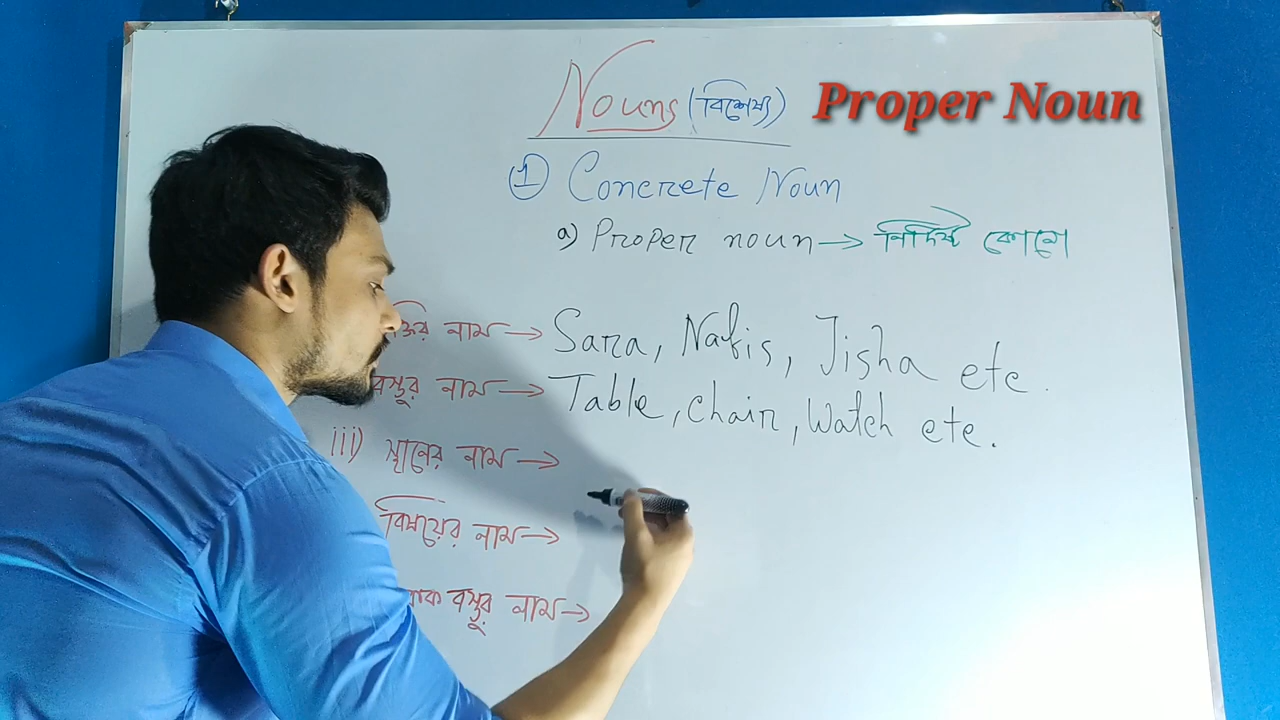 Nouns (বিশেষ্য) Proper Noun
① Concrete Noun
a) Proper noun → নির্দিষ্ট কোনো
নাম → Sara, Nafis, Jisha etc.
বস্তুর নাম → Table, chair, Watch etc.
iii) স্থানের নাম →
বিষয়ের নাম →
বস্তুর নাম →